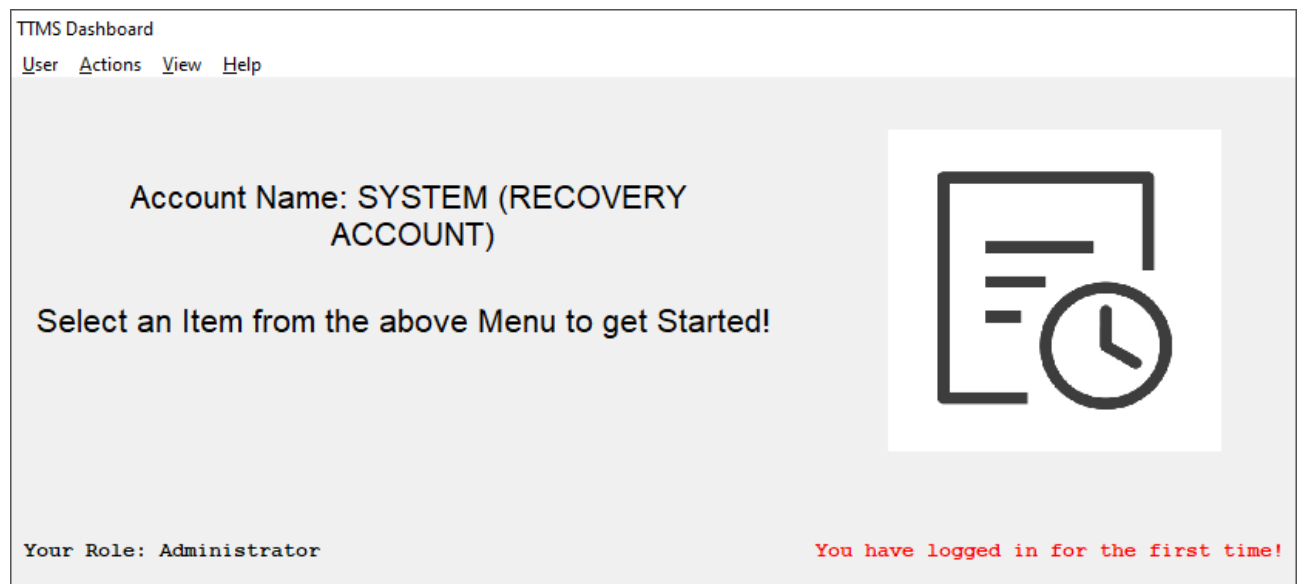 TTMS Dashboard
User Actions View Help
Account Name: SYSTEM (RECOVERY
ACCOUNT)
Select an Item from the above Menu to get Started!
Your Role: Administrator
You have logged in for the first time!